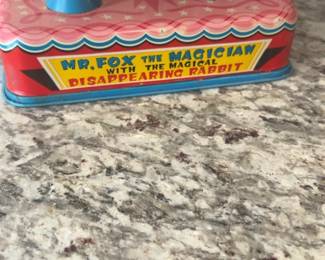 MR. FOX THE MAGICIAN
WITH THE MAGICAL
DISAPPEARING RABBIT